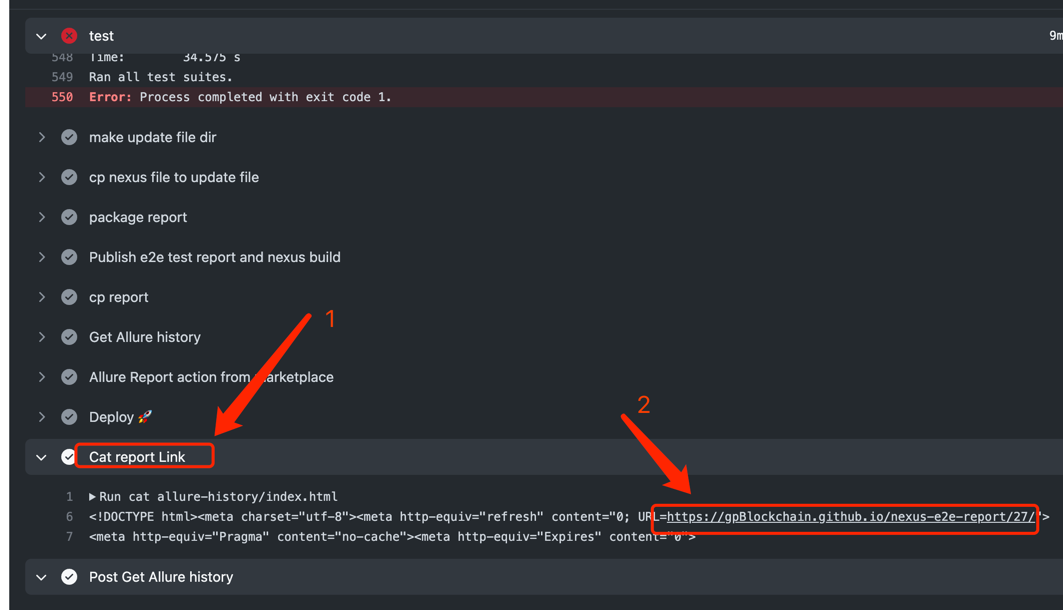 test
9m
548 Time: 34.575 s
549 Ran all test suites.
550 Error: Process completed with exit code 1.
make update file dir
cp nexus file to update file
package report
Publish e2e test report and nexus build
cp report
1
Get Allure history
Allure Report action from marketplace
2
Deploy 🚀
Cat report Link
1 Run cat allure-history/index.html
6 <!DOCTYPE html><meta charset="utf-8"><meta http-equiv="refresh" content="0; URL=https://gpBlockchain.github.io/nexus-e2e-report/27/">
7 <meta http-equiv="Pragma" content="no-cache"><meta http-equiv="Expires" content="0">
Post Get Allure history